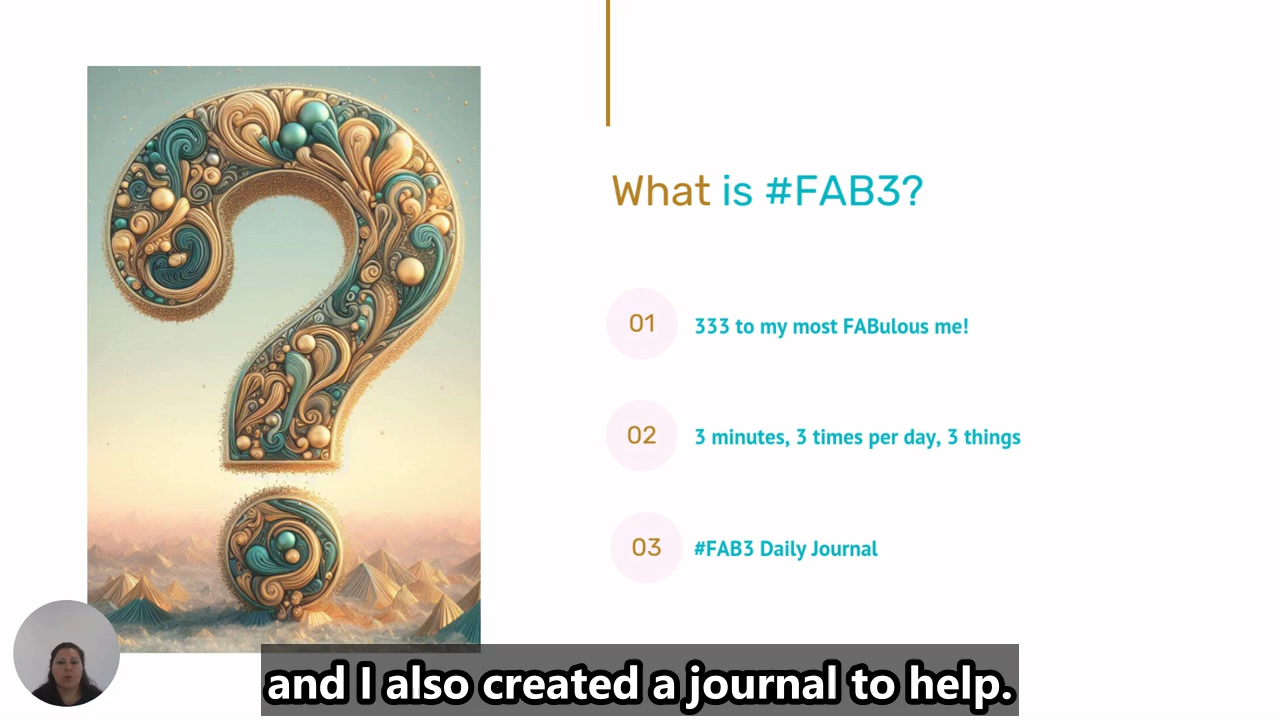 What is #FAB3?
01
333 to my most FABulous me!
02
3 minutes, 3 times per day, 3 things
03
#FAB3 Daily Journal
and I also created a journal to help.